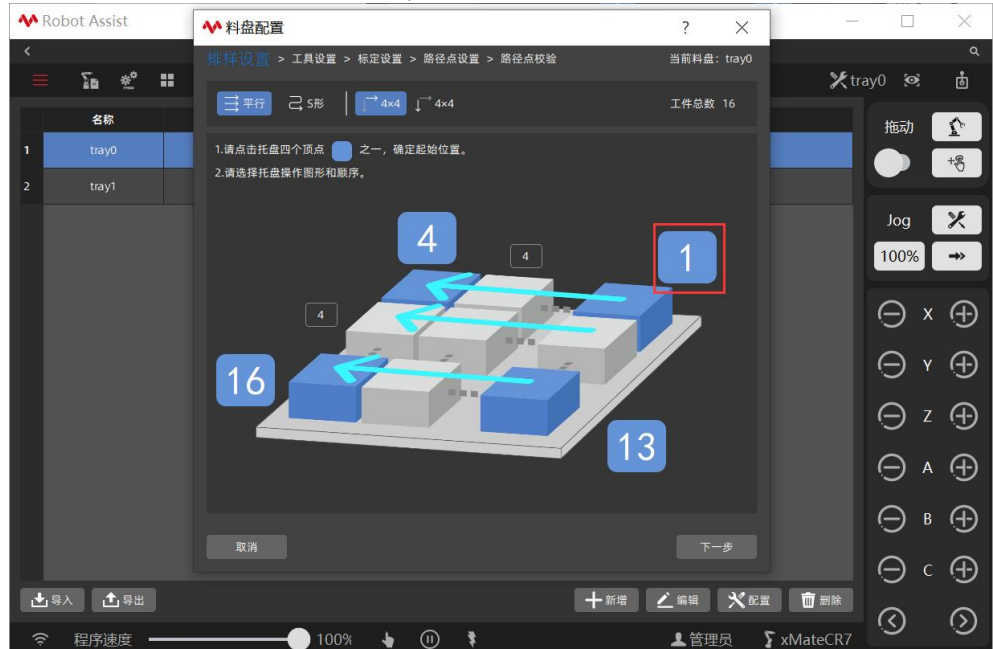 Robot Assist
料盘配置
?
排样设置 > 工具设置 > 标定设置 > 路径点设置 > 路径点校验
当前料盘：tray0
平行
S形
4×4
4×4
工件总数 16
tray0
名称
1 tray0
2 tray1
1.请点击托盘四个顶点 之一，确定起始位置。
2.请选择托盘操作图形和顺序。
4
4
1
4
16
13
取消
下一步
拖动
Jog
100%
X
Y
Z
A
B
C
导入
导出
新增
编辑
配置
删除
程序速度
100%
管理员
xMateCR7